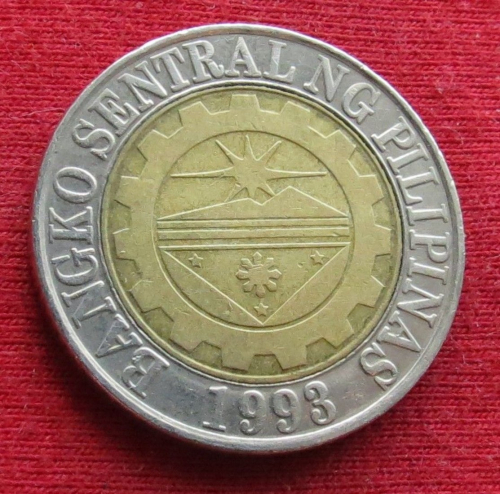 BANGKO SENTRAL NG PILIPINAS
1993